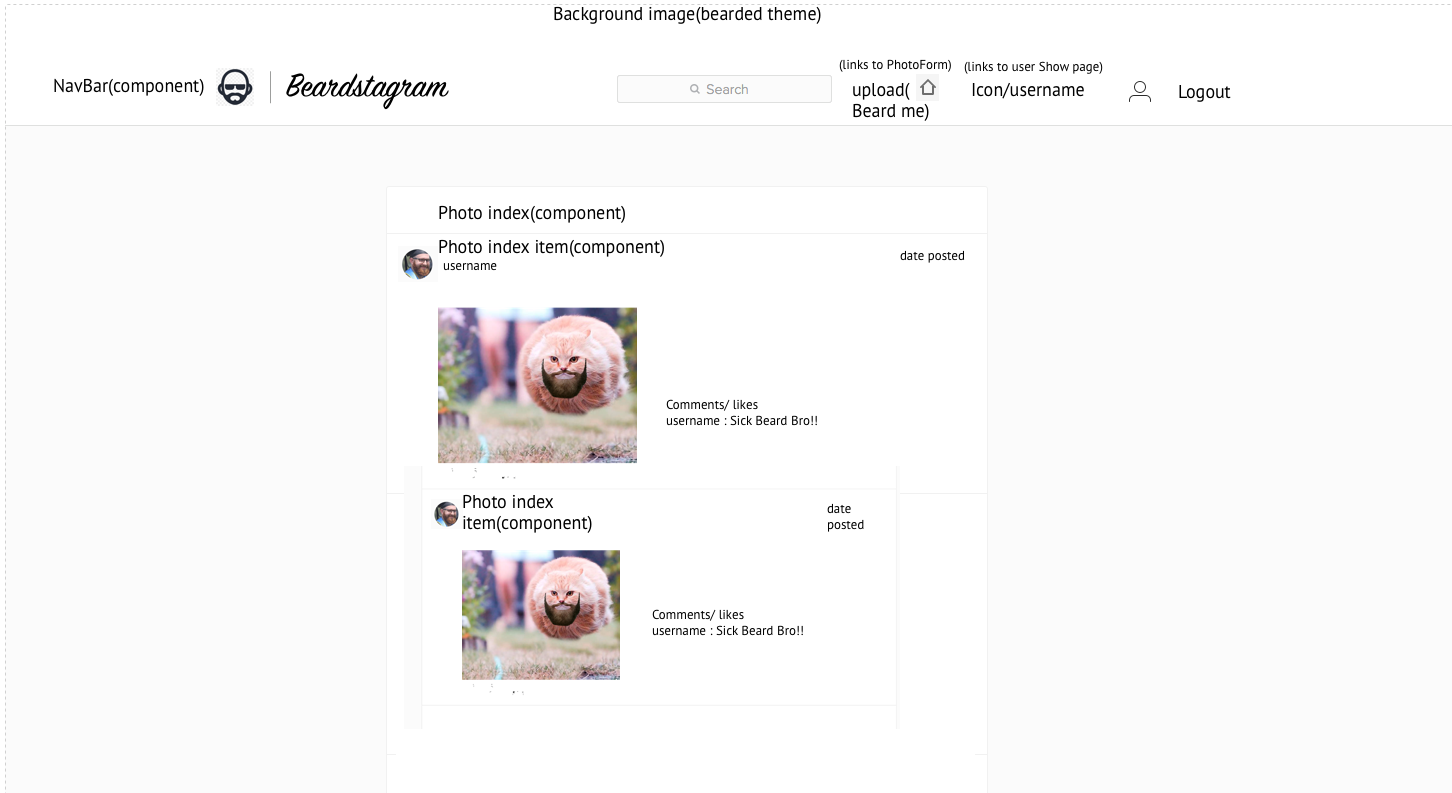 Background image(bearded theme)
NavBar(component)
Beardstagram
Search
(links to PhotoForm)
upload(
Beard me)
(links to user Show page)
Icon/username
Logout
Photo index(component)
Photo index item(component)
username
date posted
Comments/ likes
username : Sick Beard Bro!!
Photo index
item(component)
date
posted
Comments/ likes
username : Sick Beard Bro!!